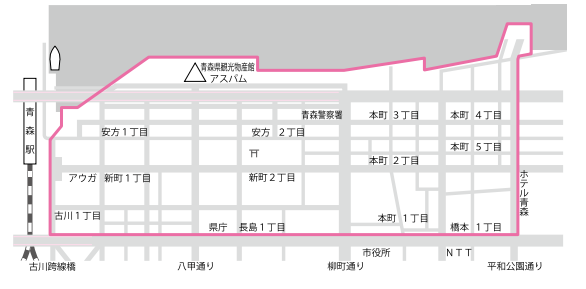 青森県観光物産館
アスパム
青森駅
青森警察署
本町 3丁目
本町 4丁目
安方1丁目
安方 2丁目
本町 5丁目
本町 2丁目
アウガ 新町1丁目
新町2丁目
ホテル青森
古川1丁目
本町 1丁目
県庁 長島1丁目
橋本 1丁目
市役所
NTT
古川跨線橋
八甲通り
柳町通り
平和公園通り